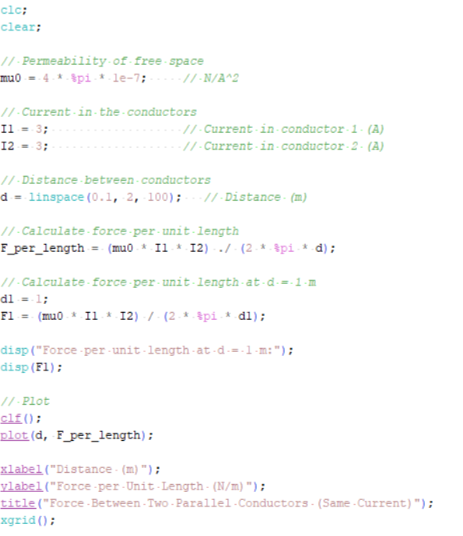 clc;
clear;
// Permeability of free space
mu0 = 4 * %pi * 1e-7; // N/A^2
// Current in the conductors
I1 = 3; // Current in conductor 1 (A)
I2 = 3; // Current in conductor 2 (A)
// Distance between conductors
d = linspace(0.1, 2, 100); // Distance (m)
// Calculate force per unit length
F_per_length = (mu0 * I1 * I2) ./ (2 * %pi * d);
// Calculate force per unit length at d = 1 m
d1 = 1;
F1 = (mu0 * I1 * I2) / (2 * %pi * d1);
disp("Force per unit length at d = 1 m:");
disp(F1);
// Plot
clf();
plot(d, F_per_length);
xlabel("Distance (m)");
ylabel("Force per Unit Length (N/m)");
title("Force Between Two Parallel Conductors (Same Current)");
xgrid();